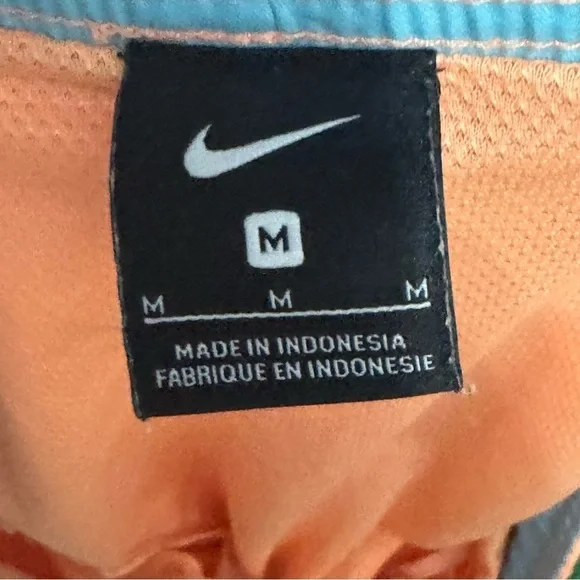 M
M M M
MADE IN INDONESIA
FABRIQUE EN INDONESIE